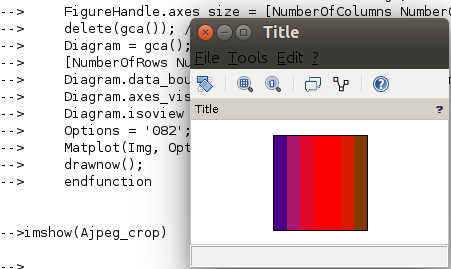 -->     FigureHandle.axes_size = [NumberOfColumns Number
-->     delete(gca()); /
-->     Diagram = gca();
-->     [NumberOfRows Nu
-->     Diagram.data_bou
-->     Diagram.axes_vis
-->     Diagram.isoview
-->     Options = '082';
-->     Matplot(Img, Opt
-->     drawnow();
-->     endfunction
-->imshow(Ajpeg_crop)
-->
Title
File Tools Edit ?
Title ?